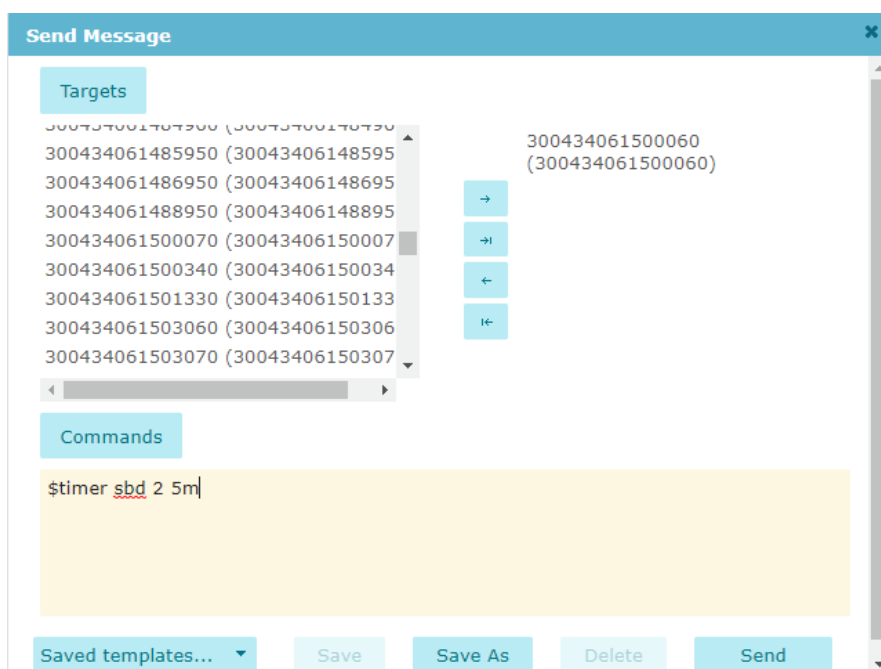 Send Message
Targets
300434061485950 (30043406148595
300434061486950 (30043406148695
300434061488950 (30043406148895
300434061500070 (30043406150007
300434061500340 (30043406150034
300434061501330 (30043406150133
300434061503060 (30043406150306
300434061503070 (30043406150307
300434061500060
(300434061500060)
Commands
$timer sbd 2 5m
Saved templates...
Save
Save As
Delete
Send